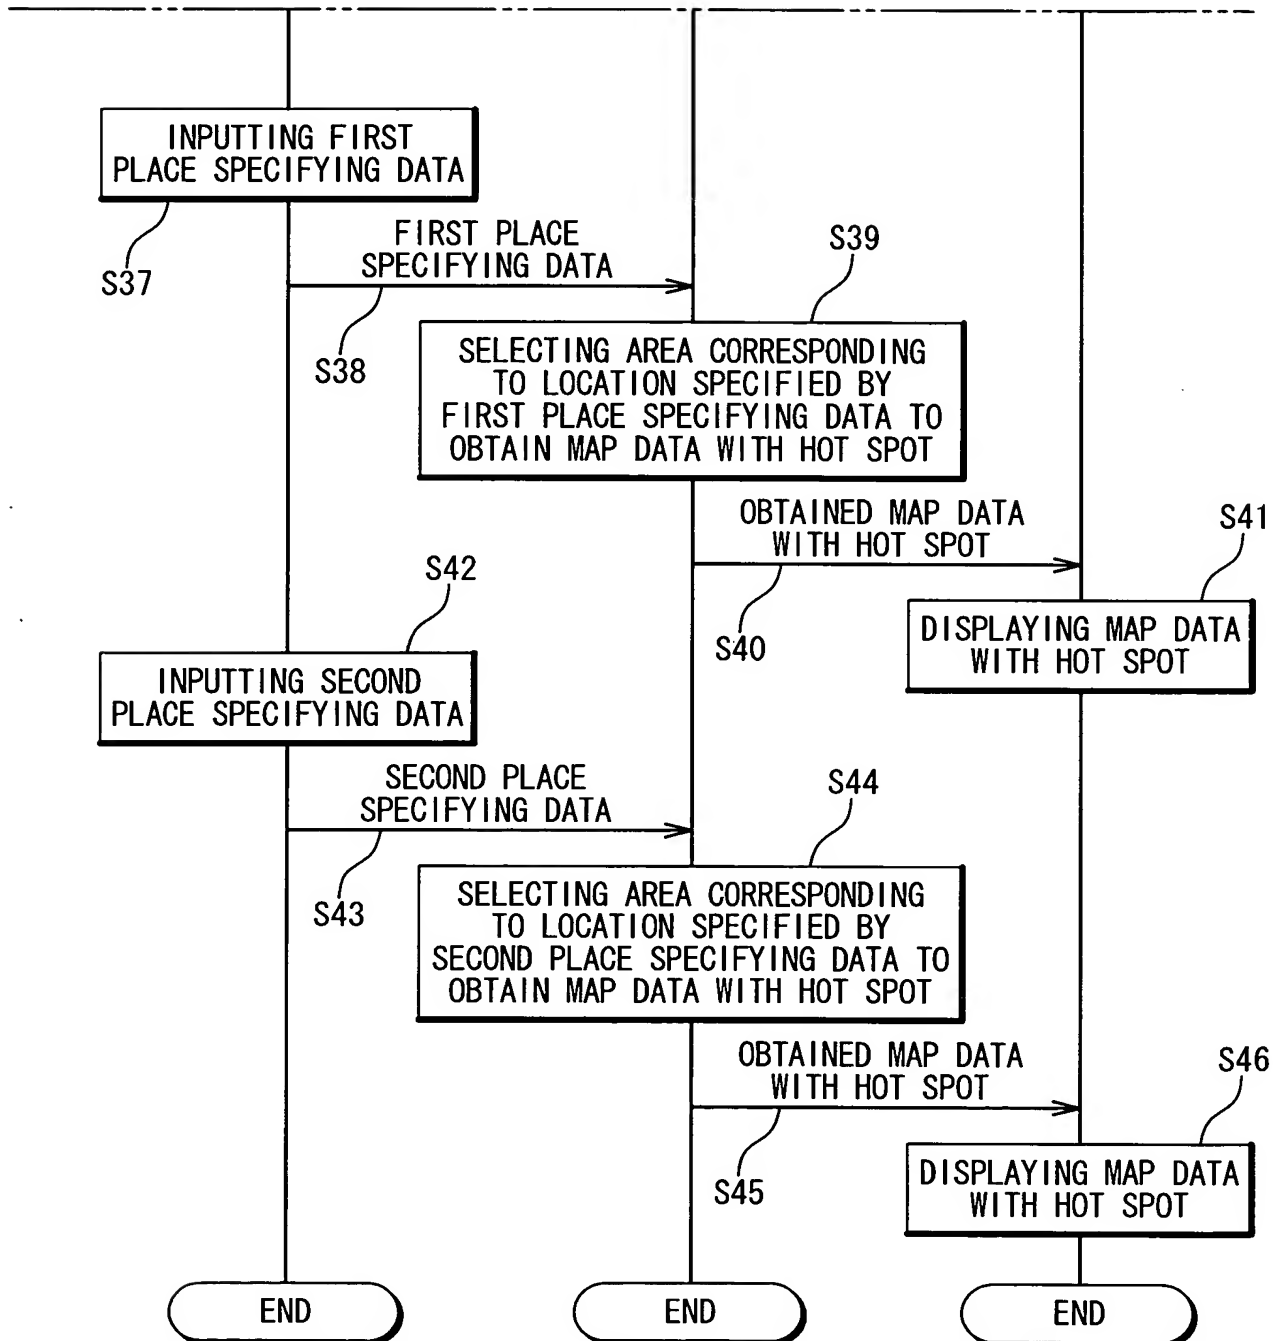 INPUTTING FIRST
PLACE SPECIFYING DATA
S37
FIRST PLACE
SPECIFYING DATA
S38
S39
SELECTING AREA CORRESPONDING
TO LOCATION SPECIFIED BY
FIRST PLACE SPECIFYING DATA TO
OBTAIN MAP DATA WITH HOT SPOT
OBTAINED MAP DATA
WITH HOT SPOT
S40
S41
DISPLAYING MAP DATA
WITH HOT SPOT
S42
INPUTTING SECOND
PLACE SPECIFYING DATA
SECOND PLACE
SPECIFYING DATA
S43
S44
SELECTING AREA CORRESPONDING
TO LOCATION SPECIFIED BY
SECOND PLACE SPECIFYING DATA TO
OBTAIN MAP DATA WITH HOT SPOT
OBTAINED MAP DATA
WITH HOT SPOT
S45
S46
DISPLAYING MAP DATA
WITH HOT SPOT
END
END
END